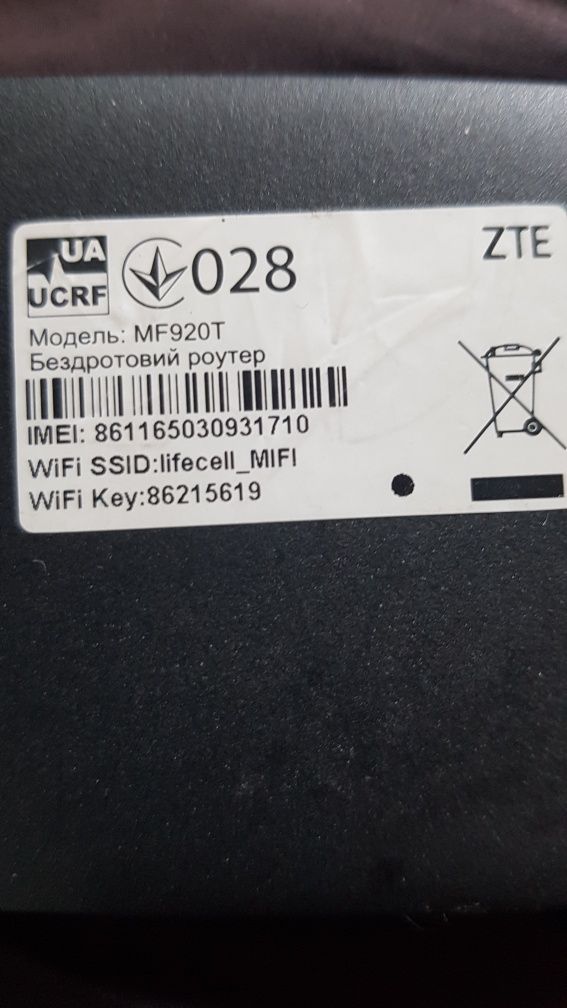 UA
UCRF
028
ZTE
Модель: MF920T
Бездротовий роутер
IMEI: 861165030931710
WiFi SSID:lifecell_MIFI
WiFi Key:86215619